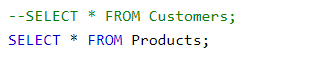 --SELECT * FROM Customers;
SELECT * FROM Products;